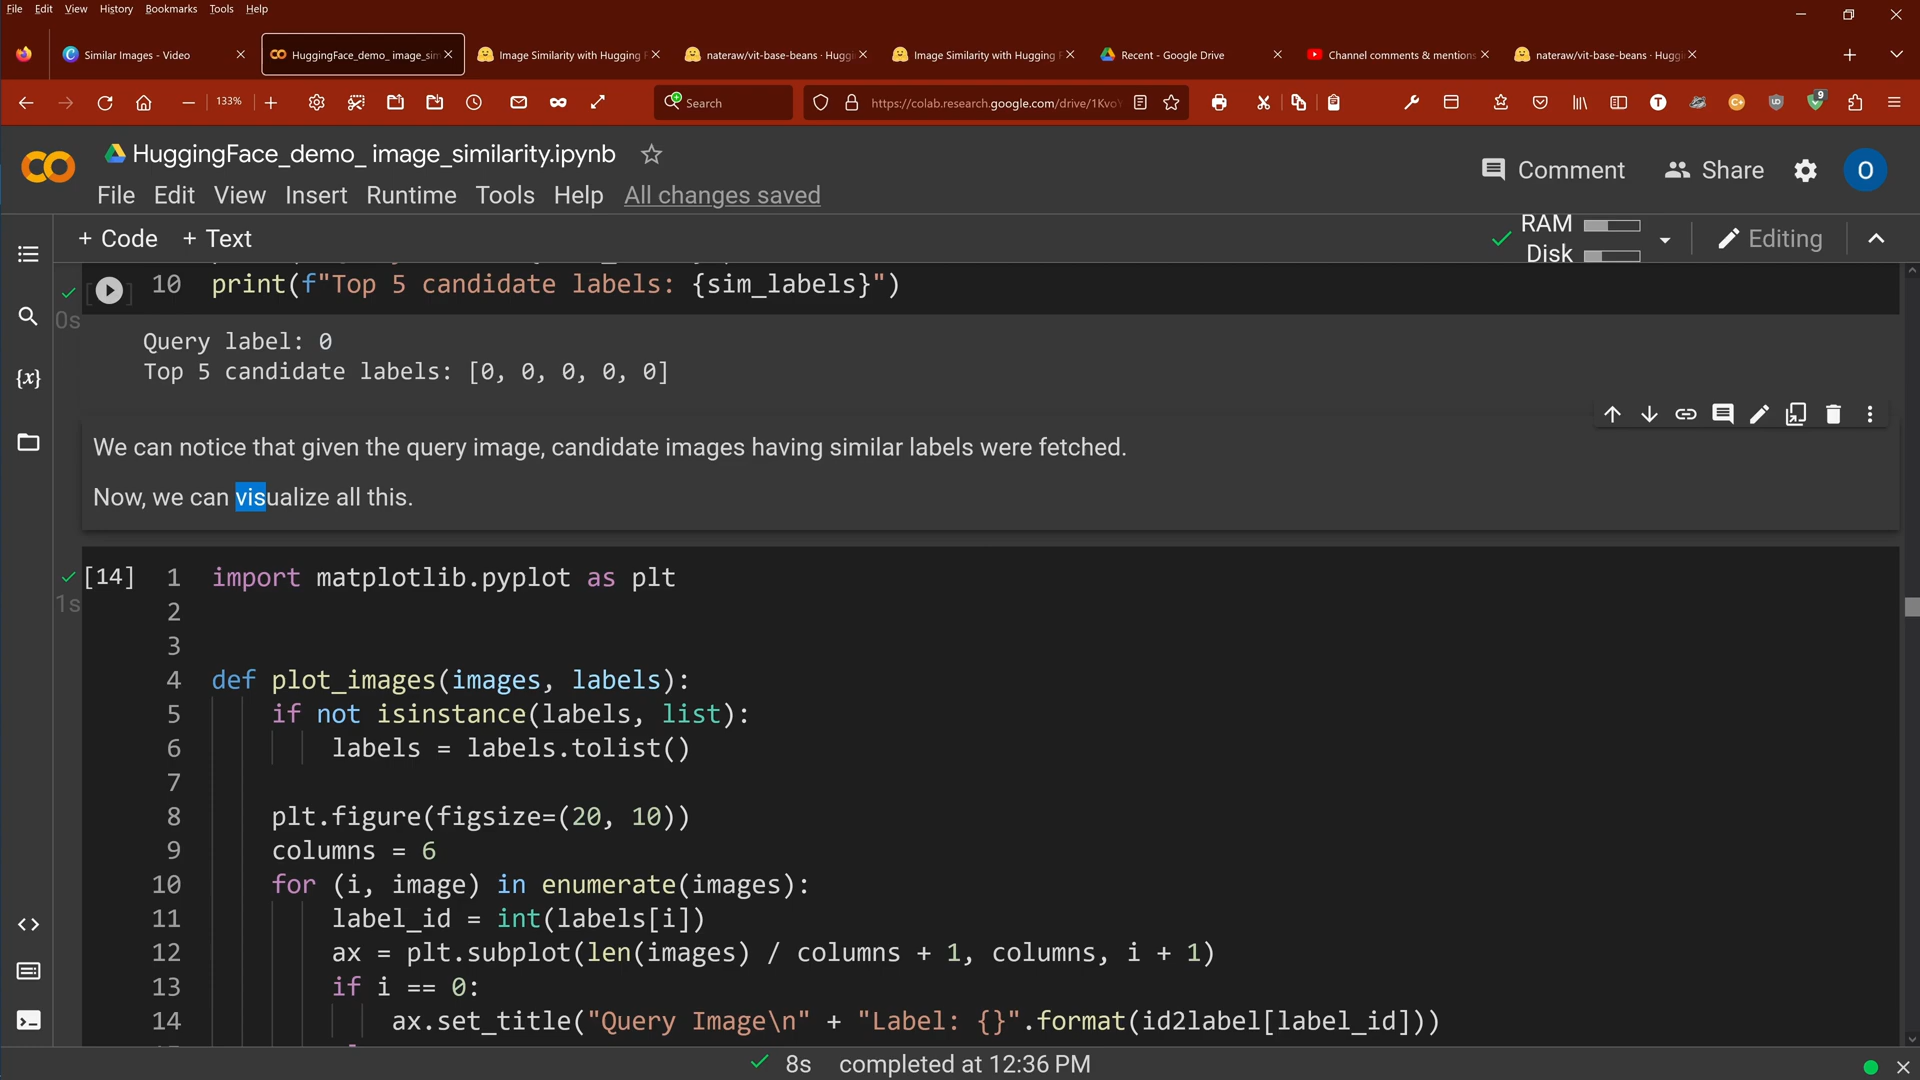 File Edit View History Bookmarks Tools Help
Similar Images - Video
HuggingFace_demo_ image_sim
Image Similarity with Hugging F
nateraw/vit-base-beans · Huggi
Image Similarity with Hugging F
Recent - Google Drive
Channel comments & mentions
nateraw/vit-base-beans · Huggi
133%
Search
https://colab.research.google.com/drive/1Kvo
9
HuggingFace_demo_ image_similarity.ipynb
Comment Share O
File Edit View Insert Runtime Tools Help All changes saved
+ Code + Text
RAM
Disk
Editing
10 print(f"Top 5 candidate labels: {sim_labels}")
0s
Query label: 0
Top 5 candidate labels: [0, 0, 0, 0, 0]
{x}
We can notice that given the query image, candidate images having similar labels were fetched.
Now, we can visualize all this.
[14] 1 import matplotlib.pyplot as plt
1s
2
3
4 def plot_images(images, labels):
5 if not isinstance(labels, list):
6 labels = labels.tolist()
7
8 plt.figure(figsize=(20, 10))
9 columns = 6
10 for (i, image) in enumerate(images):
11 label_id = int(labels[i])
12 ax = plt.subplot(len(images) / columns + 1, columns, i + 1)
13 if i == 0:
14 ax.set_title("Query Image\n" + "Label: {}".format(id2label[label_id]))
8s completed at 12:36 PM